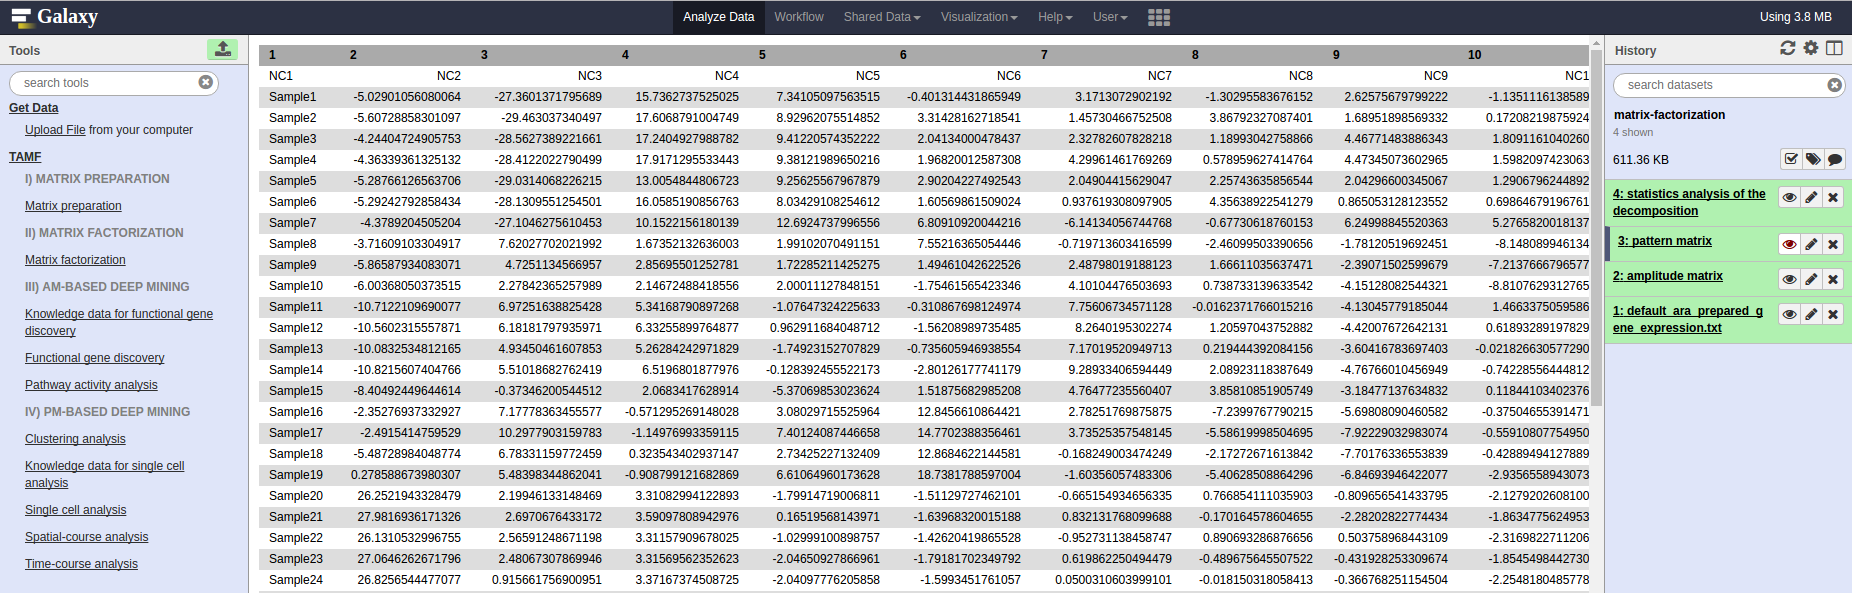 Galaxy
Analyze Data Workflow Shared Data Visualization Help User
Using 3.8 MB
Tools
search tools
Get Data
Upload File from your computer
TAMF
I) MATRIX PREPARATION
Matrix preparation
II) MATRIX FACTORIZATION
Matrix factorization
III) AM-BASED DEEP MINING
Knowledge data for functional gene
discovery
Functional gene discovery
Pathway activity analysis
IV) PM-BASED DEEP MINING
Clustering analysis
Knowledge data for single cell
analysis
Single cell analysis
Spatial-course analysis
Time-course analysis
1 2 3 4 5 6 7 8 9 10
NC1 NC2 NC3 NC4 NC5 NC6 NC7 NC8 NC9 NC1
Sample1 -5.02901056080064 -27.3601371795689 15.7362737525025 7.34105097563515 -0.401314431865949 3.1713072902192 -1.30295583676152 2.62575679799222 -1.1351116138589
Sample2 -5.60728858301097 -29.463037340497 17.6068791004749 8.92962075514852 3.31428162718541 1.45730466752508 3.86792327087401 1.68951898569332 0.17208219875924
Sample3 -4.24404724905753 -28.5627389221661 17.2404927988782 9.41220574352222 2.04134000478437 2.32782607828218 1.18993042758866 4.46771483886343 1.8091161040260
Sample4 -4.36339361325132 -28.4122022790499 17.9171295533443 9.38121989650216 1.96820012587308 4.29961461769269 0.578959627414764 4.47345073602965 1.5982097423063
Sample5 -5.28766126563706 -29.0314068226215 13.0054844806723 9.25625567967879 2.90204227492543 2.04904415629047 2.25743635856544 2.04296600345067 1.2906796244892
Sample6 -5.29242792858434 -28.1309551254501 16.0585190856763 8.03429108254612 1.60569861509024 0.937619308097905 4.35638922541279 0.865053128123552 0.69864679196761
Sample7 -4.3789204505204 -27.1046275610453 10.1522156180139 12.6924737996556 6.80910920044216 -6.14134056744768 -0.67730618760153 6.24998845520363 5.2765820018137
Sample8 -3.71609103304917 7.62027702021992 1.67352132636003 1.99102070491151 7.55216365054446 -0.719713603416599 -2.46099503390656 -1.78120519692451 -8.148089946134
Sample9 -5.86587934083071 4.7251134566957 2.85695501252781 1.72285211425275 1.49461042622526 2.48798019188123 1.66611035637471 -2.39071502599679 -7.2137666796577
Sample10 -6.00368050373515 2.27842365257989 2.14672488418556 2.00011127848151 -1.75461565423346 4.10104476503693 0.738733139633542 -4.15128082544321 -8.8107629312765
Sample11 -10.7122109690077 6.97251638825428 5.34168790897268 -1.07647324225633 -0.310867698124974 7.75606734571128 -0.0162371766015216 -4.13045779185044 1.4663375059586
Sample12 -10.5602315557871 6.18181797935971 6.33255899764877 0.962911684048712 -1.56208989735485 8.2640195302274 1.20597043752882 -4.42007672642131 0.61893289197829
Sample13 -10.0832534812165 4.93450461607853 5.26284242971829 -1.74923152707829 -0.735605946938554 7.17019520949713 0.219444392084156 -3.60416783697403 -0.021826630577290
Sample14 -10.8215607404766 5.51018682762419 6.5196801877976 -0.128392455522173 -2.80126177741179 9.28933406594449 2.08923118387649 -4.76766010456949 -0.74228556444812
Sample15 -8.40492449644614 -0.37346200544512 2.0683417628914 -5.37069853023624 1.51875682985208 4.76477235560407 3.85810851905749 -3.18477137634832 0.11844103402376
Sample16 -2.35276937332927 7.17778363455577 -0.571295269148028 3.08029715525964 12.8456610864421 2.78251769875875 -7.2399767790215 -5.69808090460582 -0.37504655391471
Sample17 -2.4915414759529 10.2977903159783 -1.14976993359115 7.40124087446658 14.7702388356461 3.73525357548145 -5.58619998504695 -7.92229032983074 -0.55910807754950
Sample18 -5.48728984048774 6.78331159772459 0.323543402937147 2.73425227132409 12.8684622144581 -0.168249003474249 -2.17272671613842 -7.70176336553839 -0.42889494127889
Sample19 0.278588673980307 5.48398344862041 -0.908799121682869 6.61064960173628 18.7381788597004 -1.60356057483306 -5.40628508864296 -6.84693946422077 -2.9356558943073
Sample20 26.2521943328479 2.19946133148469 3.31082994122893 -1.79914719006811 -1.51129727462101 -0.665154934656335 0.766854111035903 -0.809656541433795 -2.1279202608100
Sample21 27.9816936171326 2.6970676433172 3.59097808942976 0.16519568143971 -1.63968320015188 0.832131768099688 -0.170164578604655 -2.28202822774434 -1.8634775624953
Sample22 26.1310532996755 2.56591248671198 3.31157909678025 -1.02999100898757 -1.42620419865528 -0.952731138458747 0.890693286876656 0.503758968443109 -2.3169822711206
Sample23 27.0646262671796 2.48067307869946 3.31569562352623 -2.04650927866961 -1.79181702349792 0.619862250494479 -0.489675645507522 -0.431928253309674 -1.8545498442730
Sample24 26.8256544477077 0.915661756900951 3.37167374508725 -2.04097776205858 -1.5993451761057 0.0500310603999101 -0.018150318058413 -0.366768251154504 -2.2548180485778
History
search datasets
matrix-factorization
4 shown
611.36 KB
4: statistics analysis of the
decomposition
3: pattern matrix
2: amplitude matrix
1: default_ara_prepared_g
ene_expression.txt